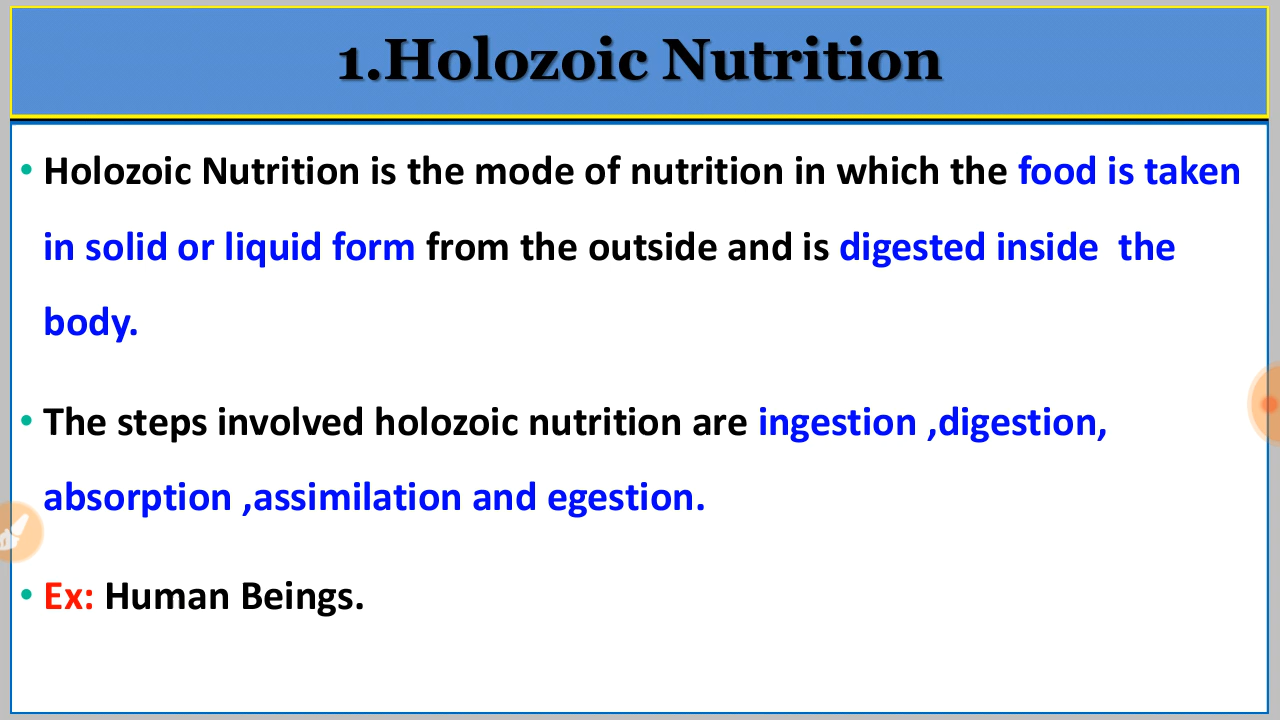 1.Holozoic Nutrition
• Holozoic Nutrition is the mode of nutrition in which the food is taken
in solid or liquid form from the outside and is digested inside  the
body.
• The steps involved holozoic nutrition are ingestion ,digestion,
absorption ,assimilation and egestion.
• Ex: Human Beings.